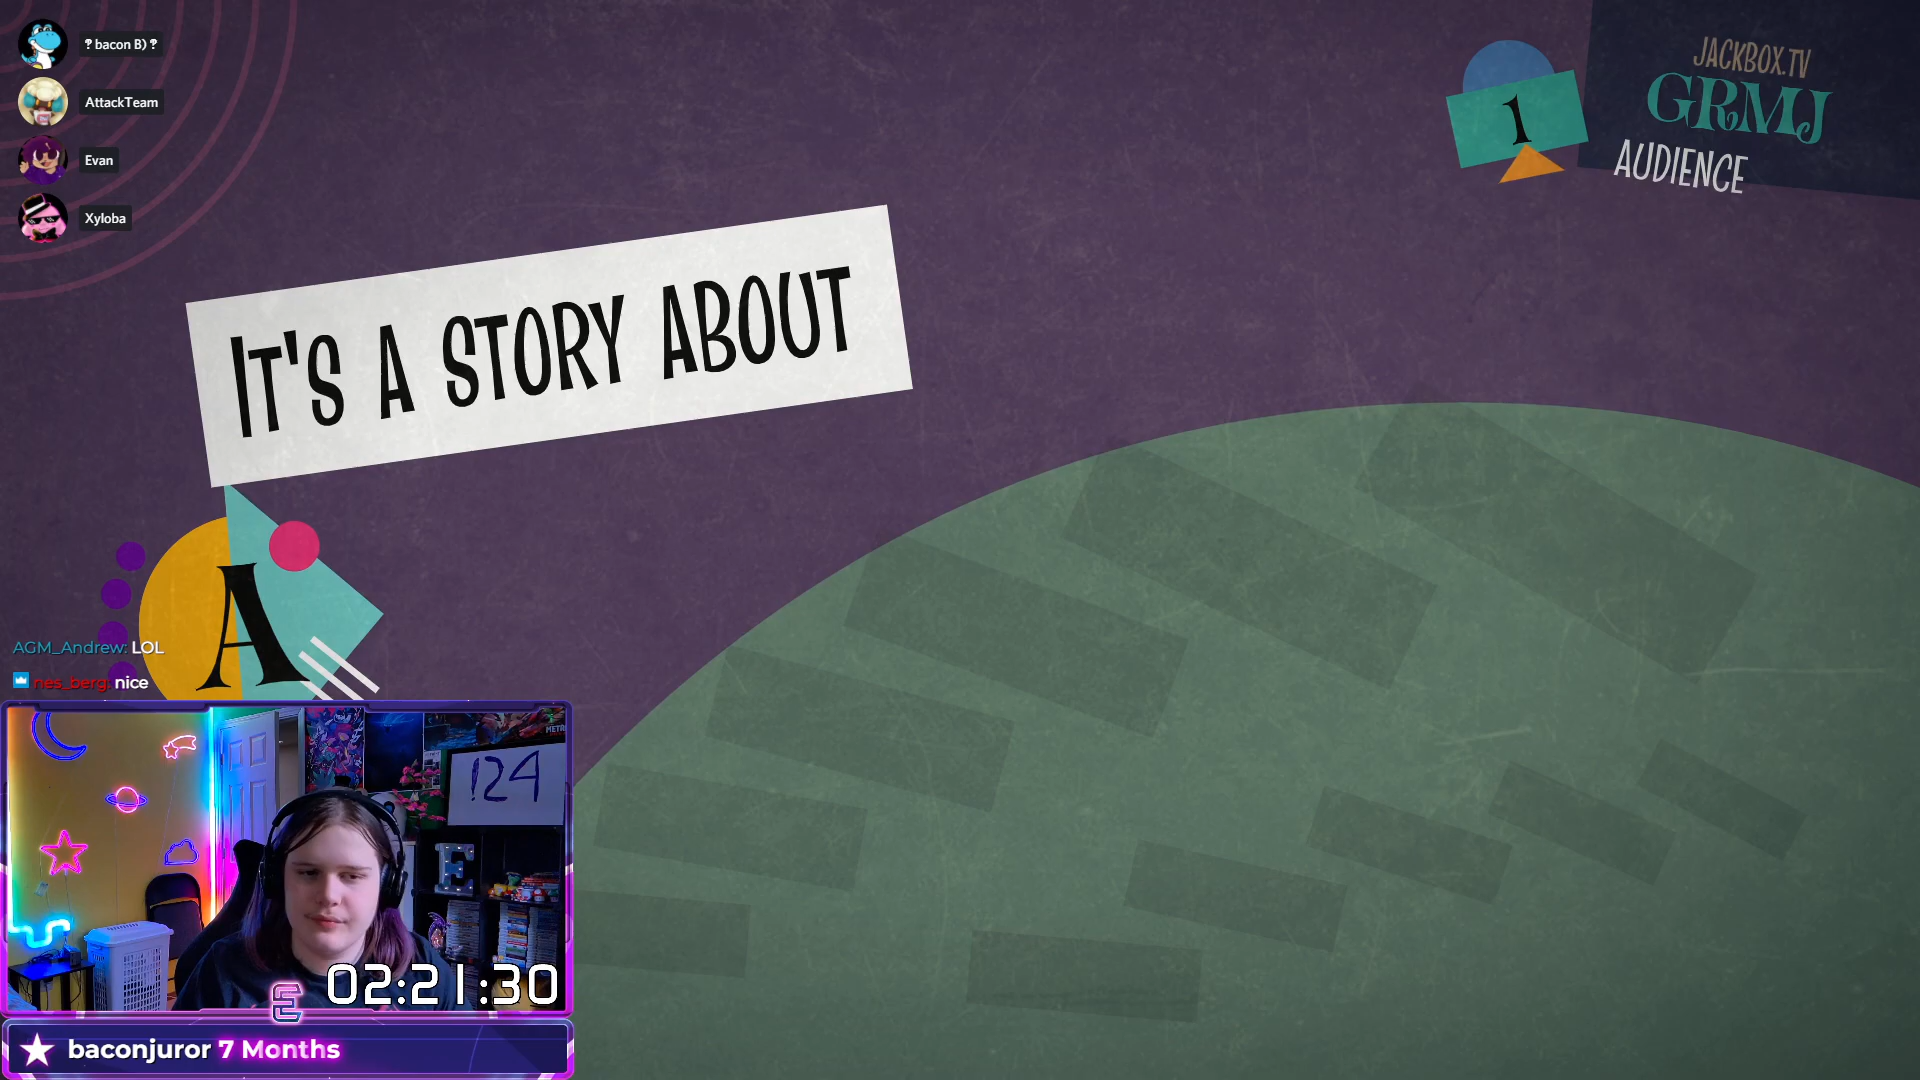 ‽ bacon B) ‽
AttackTeam
Evan
Xyloba
JACKBOX.TV
GRMJ
1
AUDIENCE
IT'S A STORY ABOUT
A
AGM_Andrew: LOL
nes_berg: nice
!24
E
02:21:30
E
baconjuror 7 Months